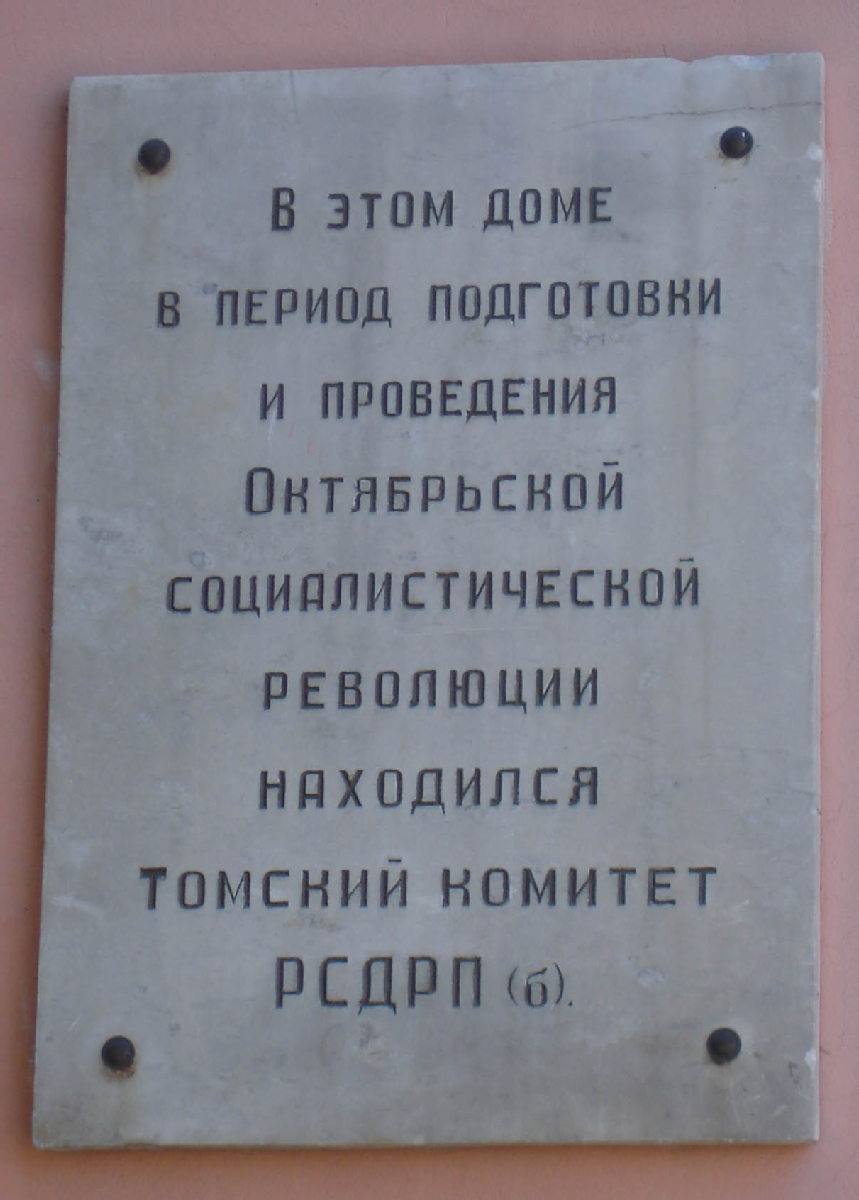 В ЭТОМ ДОМЕ
В ПЕРИОД ПОДГОТОВКИ
И ПРОВЕДЕНИЯ
ОКТЯБРЬСКОЙ
СОЦИАЛИСТИЧЕСКОЙ
РЕВОЛЮЦИИ
НАХОДИЛСЯ
ТОМСКИЙ КОМИТЕТ
РСДРП (б).